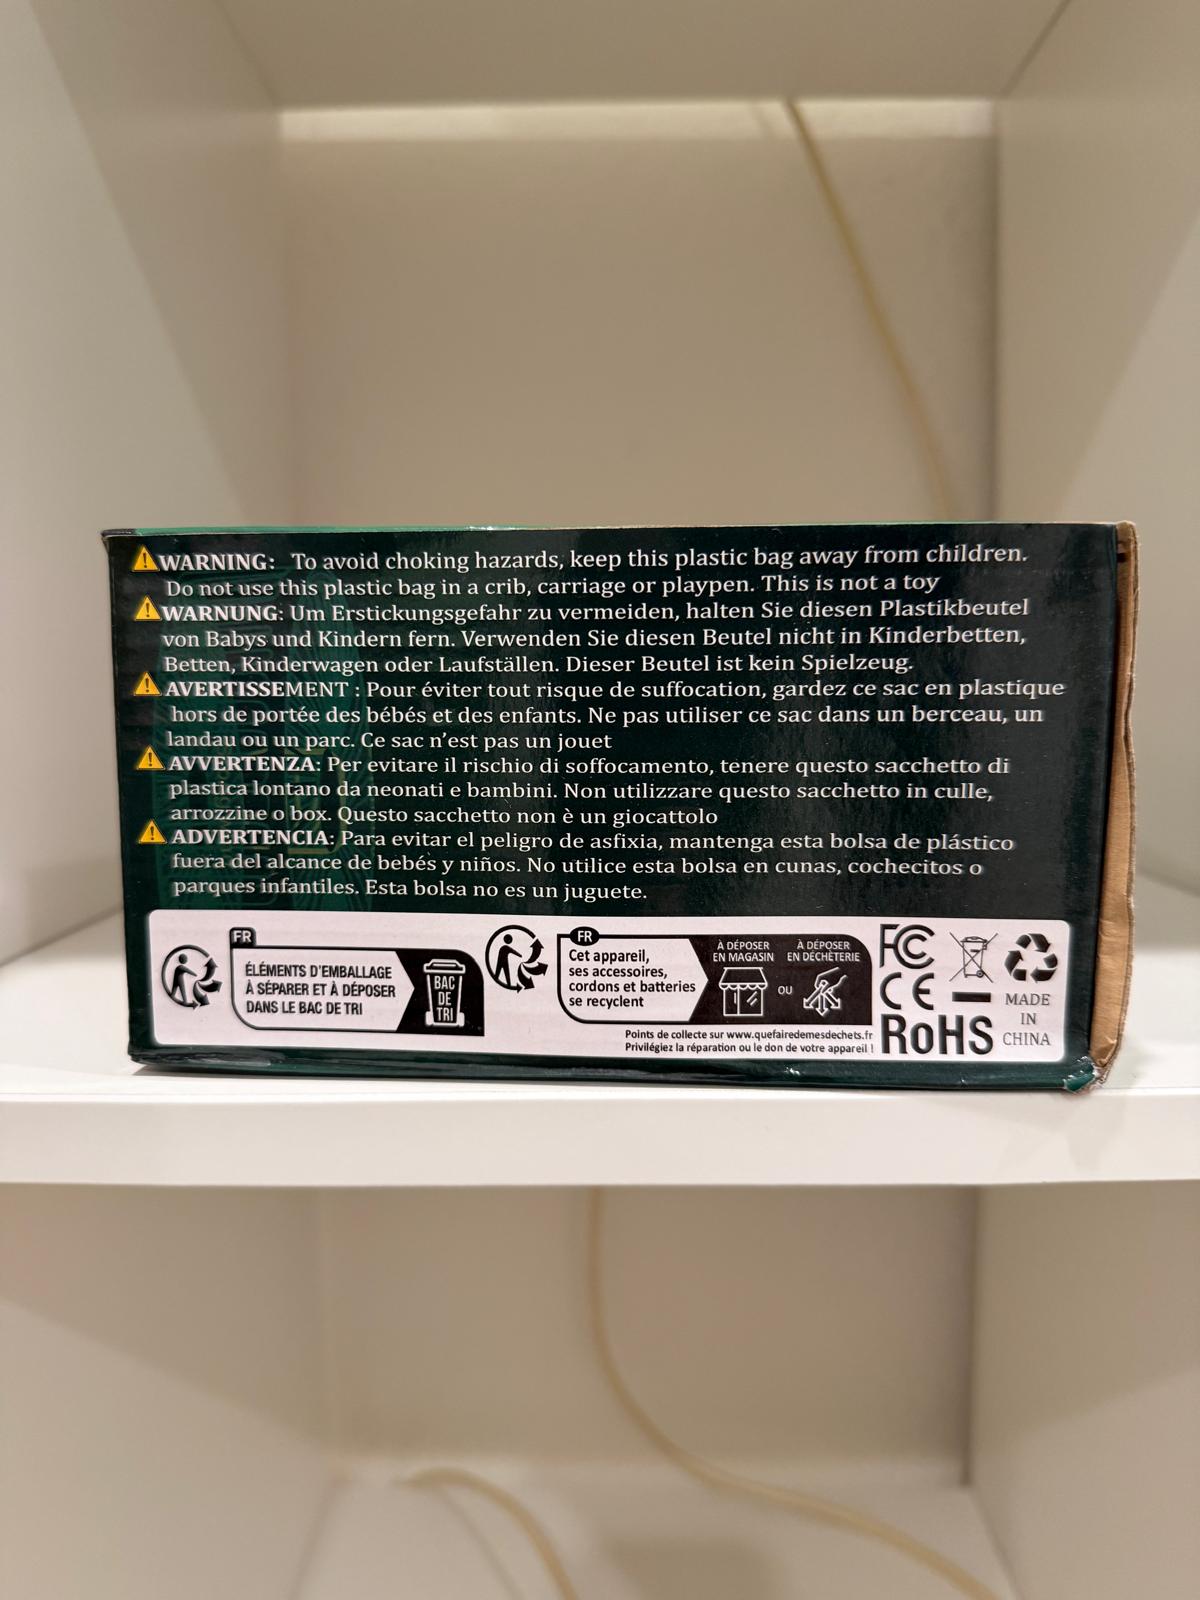 WARNING: To avoid choking hazards, keep this plastic bag away from children.
Do not use this plastic bag in a crib, carriage or playpen. This is not a toy
WARNUNG: Um Erstickungsgefahr zu vermeiden, halten Sie diesen Plastikbeutel
von Babys und Kindern fern. Verwenden Sie diesen Beutel nicht in Kinderbetten,
Betten, Kinderwagen oder Laufställen. Dieser Beutel ist kein Spielzeug.
AVERTISSEMENT : Pour éviter tout risque de suffocation, gardez ce sac en plastique
hors de portée des bébés et des enfants. Ne pas utiliser ce sac dans un berceau, un
landau ou un parc. Ce sac n'est pas un jouet
AVVERTENZA: Per evitare il rischio di soffocamento, tenere questo sacchetto di
plastica lontano da neonati e bambini. Non utilizzare questo sacchetto in culle,
arrozzine o box. Questo sacchetto non è un giocattolo
ADVERTENCIA: Para evitar el peligro de asfixia, mantenga esta bolsa de plástico
fuera del alcance de bebés y niños. No utilice esta bolsa en cunas, cochecitos o
parques infantiles. Esta bolsa no es un juguete.
FR
ÉLÉMENTS D'EMBALLAGE
À SÉPARER ET À DÉPOSER
DANS LE BAC DE TRI
BAC
DE
TRI
FR
Cet appareil,
ses accessoires,
cordons et batteries
se recyclent
À DÉPOSER
EN MAGASIN
OU
À DÉPOSER
EN DÉCHÈTERIE
Points de collecte sur www.quefairedemesdechets.fr
Privilégiez la réparation ou le don de votre appareil !
FC
CE
RoHS
MADE
IN
CHINA